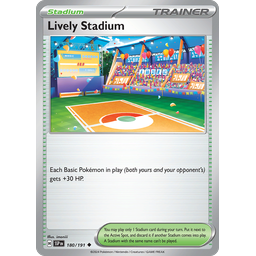 Stadium
TRAINER
Lively Stadium
Each Basic Pokémon in play (both yours and your opponent's)
gets +30 HP.
You may play only 1 Stadium card during your turn. Put it next to
the Active Spot, and discard it if another Stadium comes into play.
A Stadium with the same name can't be played.
180/191